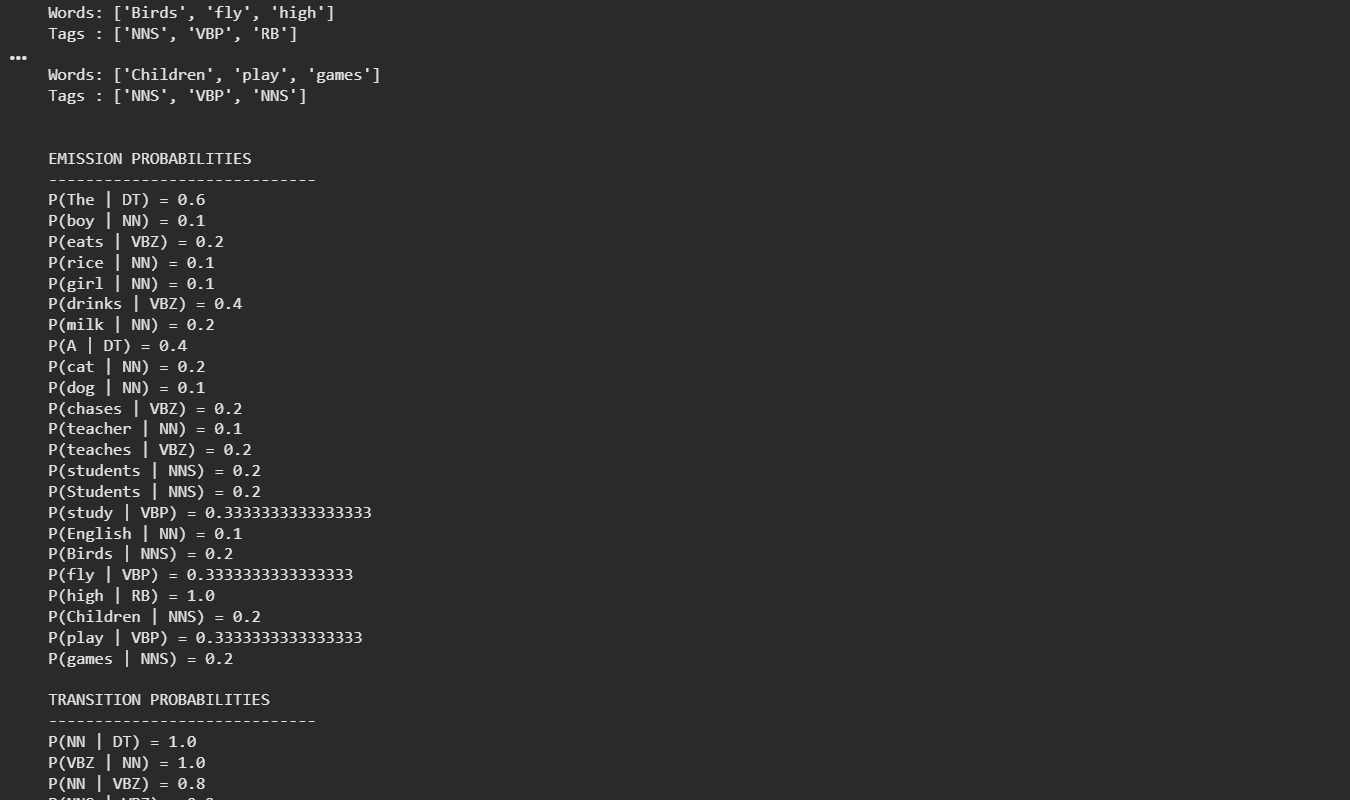 Words: ['Birds', 'fly', 'high']
Tags : ['NNS', 'VBP', 'RB']
Words: ['Children', 'play', 'games']
Tags : ['NNS', 'VBP', 'NNS']
EMISSION PROBABILITIES
-----------------------------
P(The | DT) = 0.6
P(boy | NN) = 0.1
P(eats | VBZ) = 0.2
P(rice | NN) = 0.1
P(girl | NN) = 0.1
P(drinks | VBZ) = 0.4
P(milk | NN) = 0.2
P(A | DT) = 0.4
P(cat | NN) = 0.2
P(dog | NN) = 0.1
P(chases | VBZ) = 0.2
P(teacher | NN) = 0.1
P(teaches | VBZ) = 0.2
P(students | NNS) = 0.2
P(Students | NNS) = 0.2
P(study | VBP) = 0.3333333333333333
P(English | NN) = 0.1
P(Birds | NNS) = 0.2
P(fly | VBP) = 0.3333333333333333
P(high | RB) = 1.0
P(Children | NNS) = 0.2
P(play | VBP) = 0.3333333333333333
P(games | NNS) = 0.2
TRANSITION PROBABILITIES
-----------------------------
P(NN | DT) = 1.0
P(VBZ | NN) = 1.0
P(NN | VBZ) = 0.8